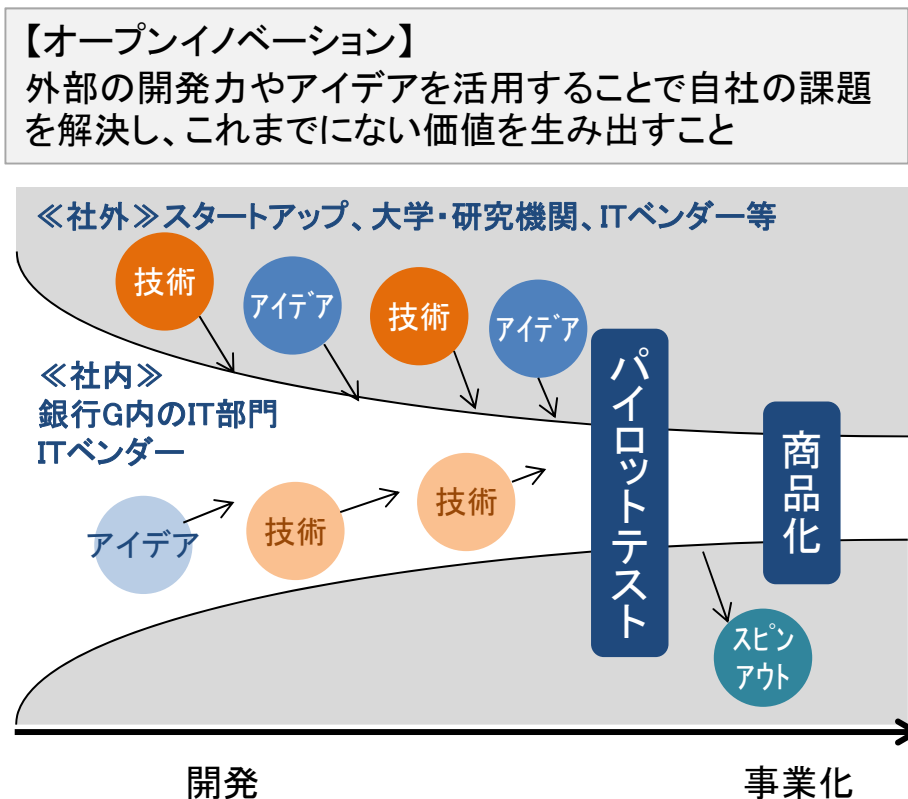 【オープンイノベーション】
外部の開発力やアイデアを活用することで自社の課題
を解決し、これまでにない価値を生み出すこと
≪社外≫スタートアップ、大学・研究機関、ITベンダー等
技術
アイデア
技術
アイデア
≪社内≫
銀行G内のIT部門
ITベンダー
アイデア
技術
技術
パイロットテスト
商品化
スピン
アウト
開発
事業化